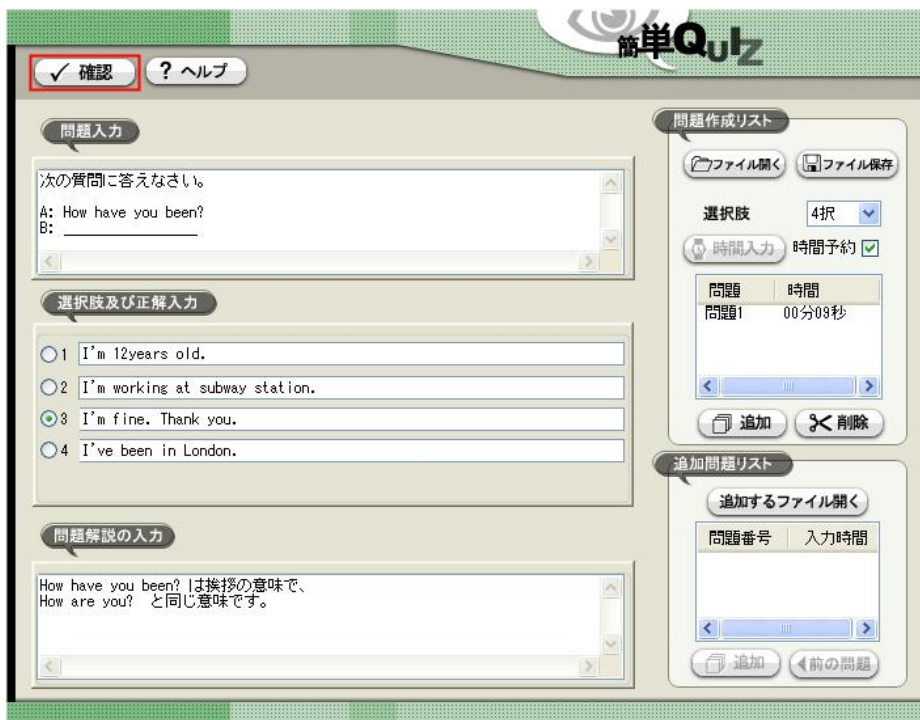 簡単QuIz
✓ 確認
? ヘルプ
問題入力
次の質問に答えなさい。
A: How have you been?
B: __________________
選択肢及び正解入力
1 I'm 12years old.
2 I'm working at subway station.
3 I'm fine. Thank you.
4 I've been in London.
問題解説の入力
How have you been? は挨拶の意味で、
How are you? と同じ意味です。
問題作成リスト
ファイル開く ファイル保存
選択肢 4択
時間入力 時間予約
問題 時間
問題1 00分09秒
追加 削除
追加問題リスト
追加するファイル開く
問題番号 入力時間
追加 前の問題